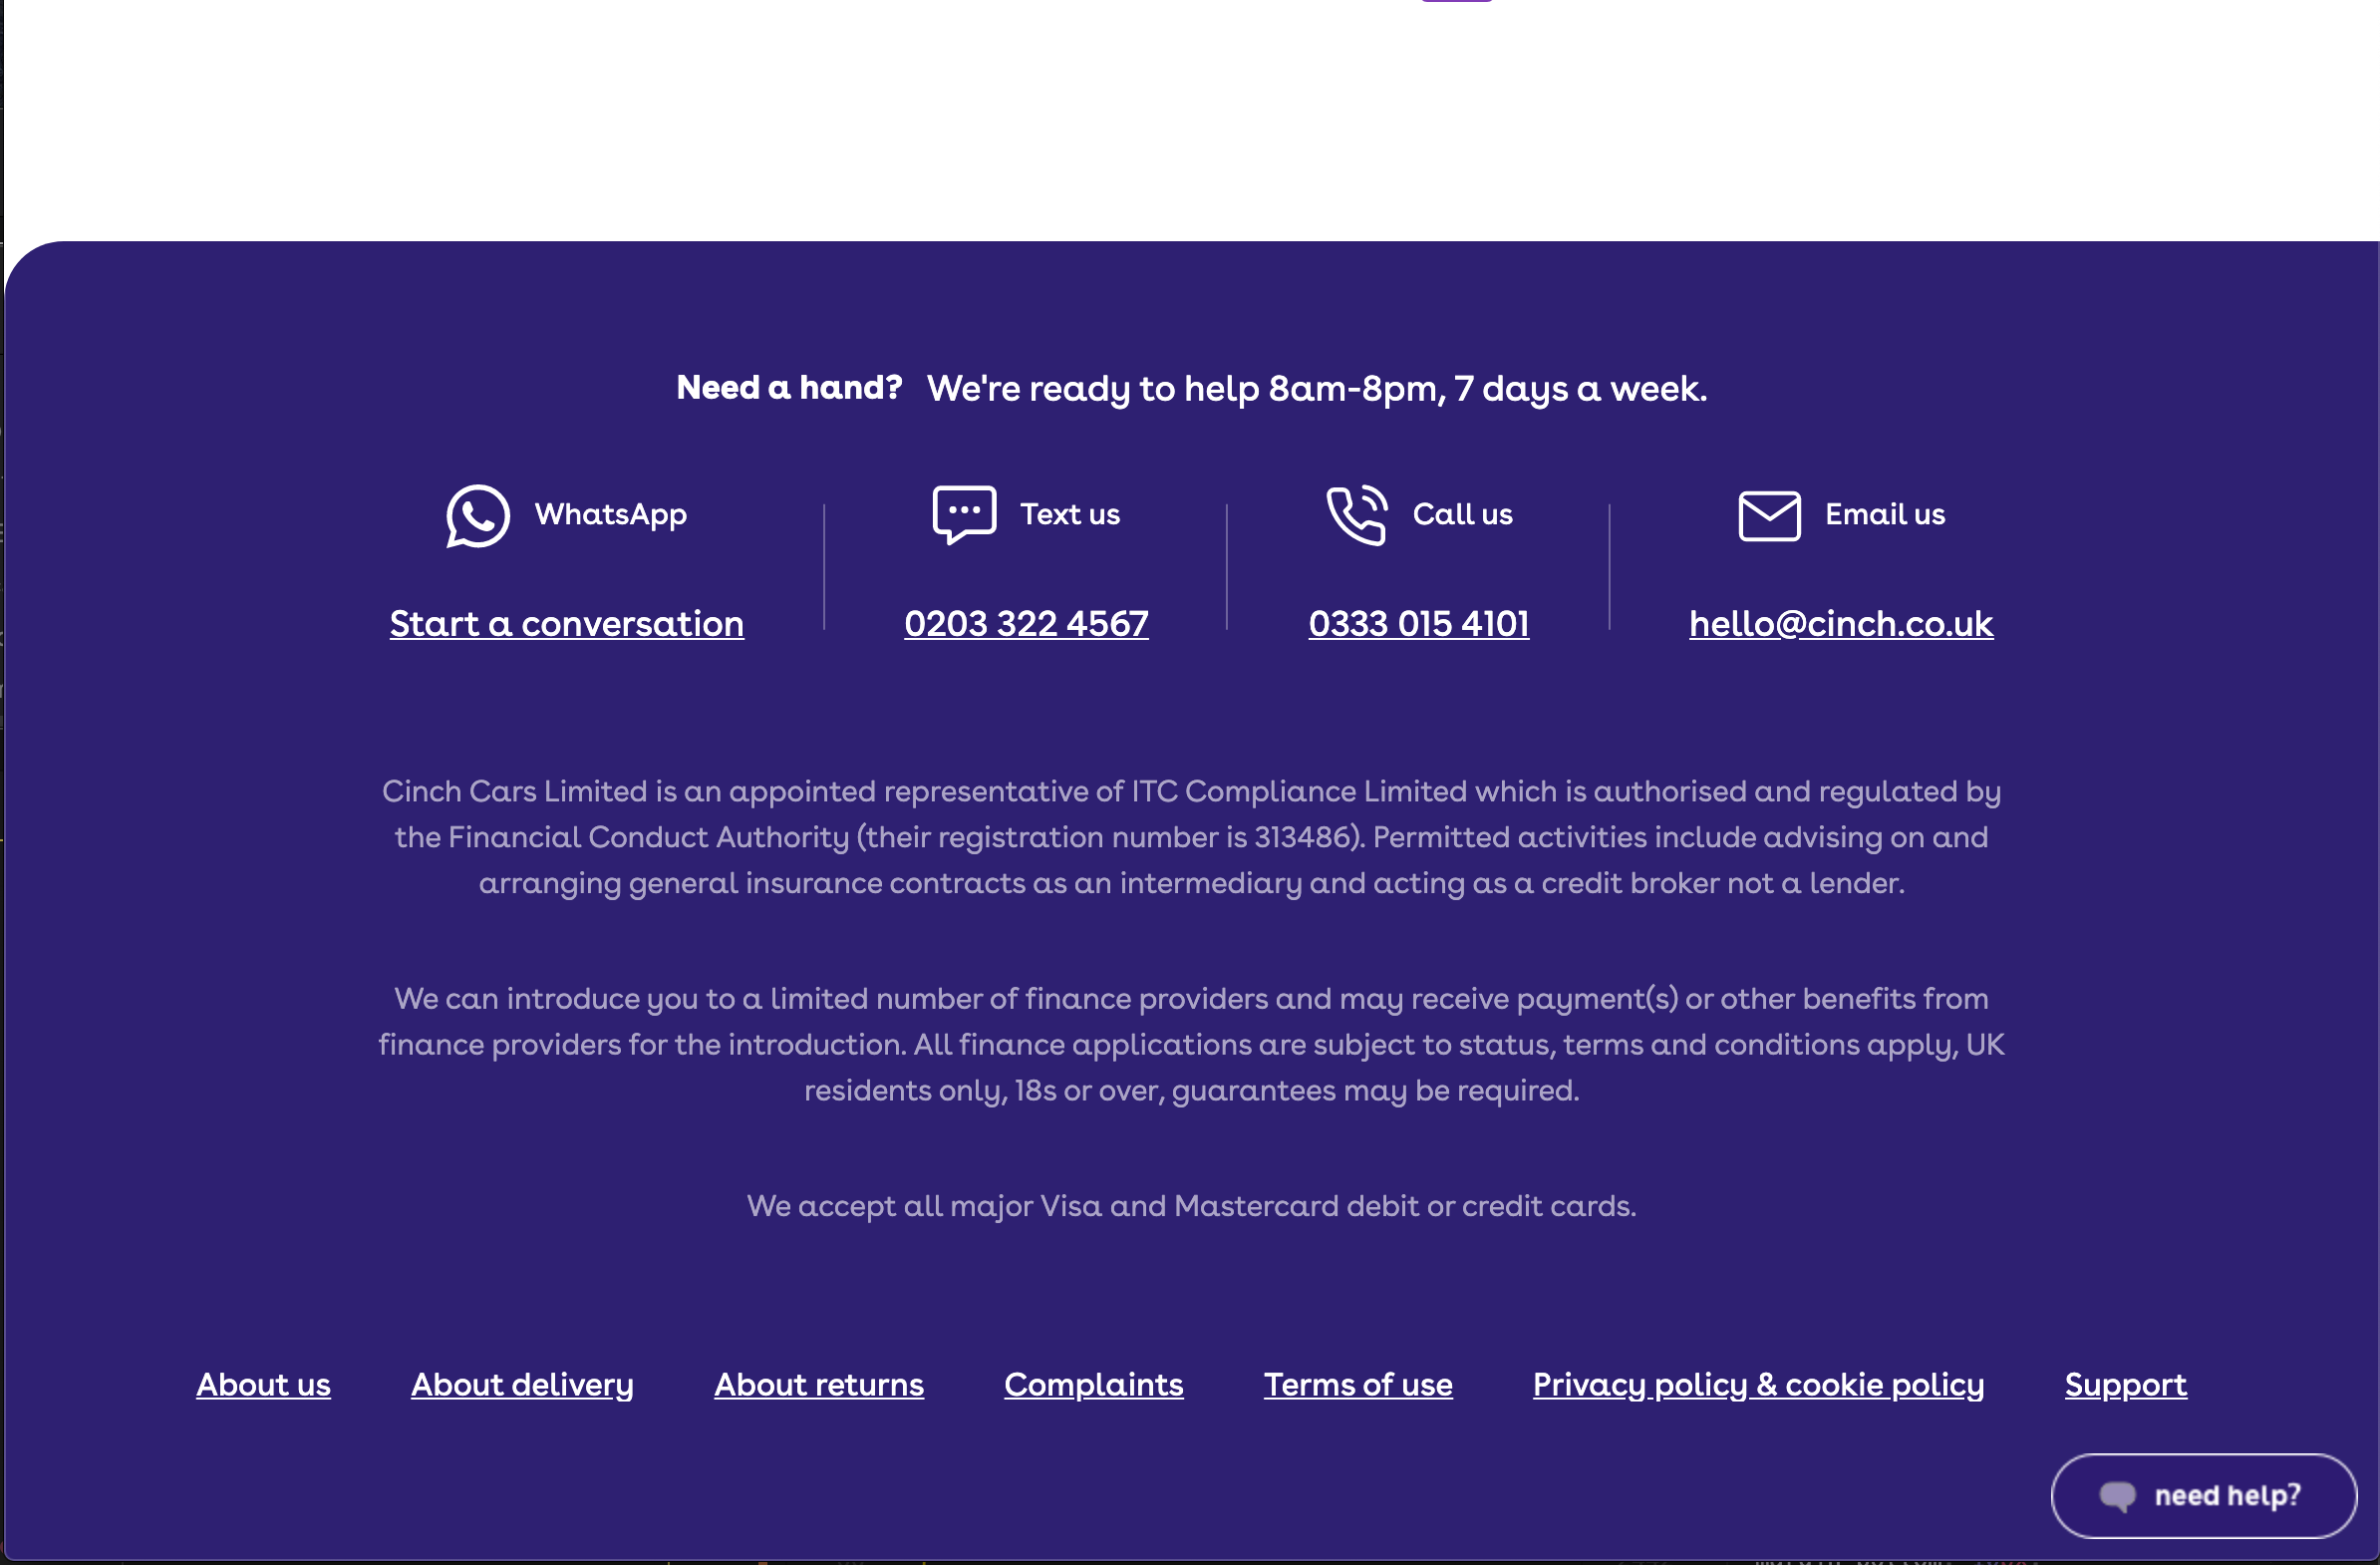 Need a hand? We're ready to help 8am-8pm, 7 days a week.
WhatsApp
Start a conversation
Text us
0203 322 4567
Call us
0333 015 4101
Email us
hello@cinch.co.uk
Cinch Cars Limited is an appointed representative of ITC Compliance Limited which is authorised and regulated by
the Financial Conduct Authority (their registration number is 313486). Permitted activities include advising on and
arranging general insurance contracts as an intermediary and acting as a credit broker not a lender.
We can introduce you to a limited number of finance providers and may receive payment(s) or other benefits from
finance providers for the introduction. All finance applications are subject to status, terms and conditions apply, UK
residents only, 18s or over, guarantees may be required.
We accept all major Visa and Mastercard debit or credit cards.
About us About delivery About returns Complaints Terms of use Privacy policy & cookie policy Support
need help?